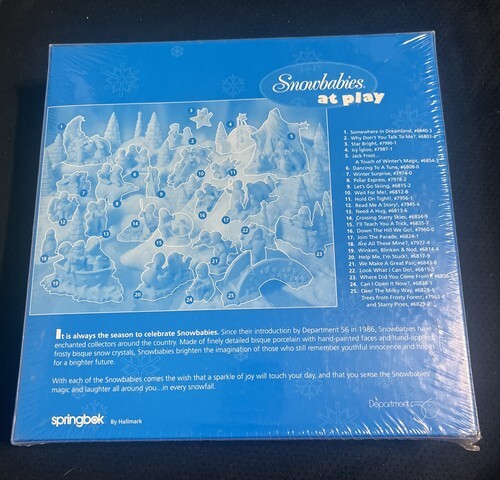 Snowbabies
at play
1. Somewhere In Dreamland, #6840-3
2. Why Don't You Talk To Me?, #6801-
3. Star Bright, #7990-1
4. Icy Igloo, #7987-1
5. Jack Frost...
A Touch of Winter's Magic, #6854-
6. Dancing To A Tune, #6808-0
7. Winter Surprise, #7974-0
8. Polar Express, #7978-2
9. Let's Go Skiing, #6815-2
10. Wait For Me!, #6812-8
11. Hold On Tight!, #7956-1
12. Read Me A Story!, #7945-6
13. Need A Hug, #6813-6
14. Crossing Starry Skies, #6834-9
15. I'll Teach You A Trick, #6835-7
16. Down The Hill We Go!, #7960-0
17. Join The Parade, #6824-1
18. Are All These Mine?, #7977-4
19. Winken, Blinken & Nod, #6814-4
20. Help Me, I'm Stuck!, #6817-9
21. We Make A Great Pair, #6843-8
22. Look What I Can Do!, #6819-5
23. Where Did You Come From?, #6856
24. Can I Open It Now?, #6838-1
25. Over The Milky Way, #6828-4
Trees from Frosty Forest, #7963-4
and Starry Pines, #6829-2
It is always the season to celebrate Snowbabies. Since their introduction by Department 56 in 1986, Snowbabies have
enchanted collectors around the country. Made of finely detailed bisque porcelain with hand-painted faces and hand-applied
frosty bisque snow crystals, Snowbabies brighten the imagination of those who still remember youthful innocence and hopes
for a brighter future.
With each of the Snowbabies comes the wish that a sparkle of joy will touch your day, and that you sense the Snowbabies'
magic and laughter all around you...in every snowfall.
springbok By Hallmark
Department 56